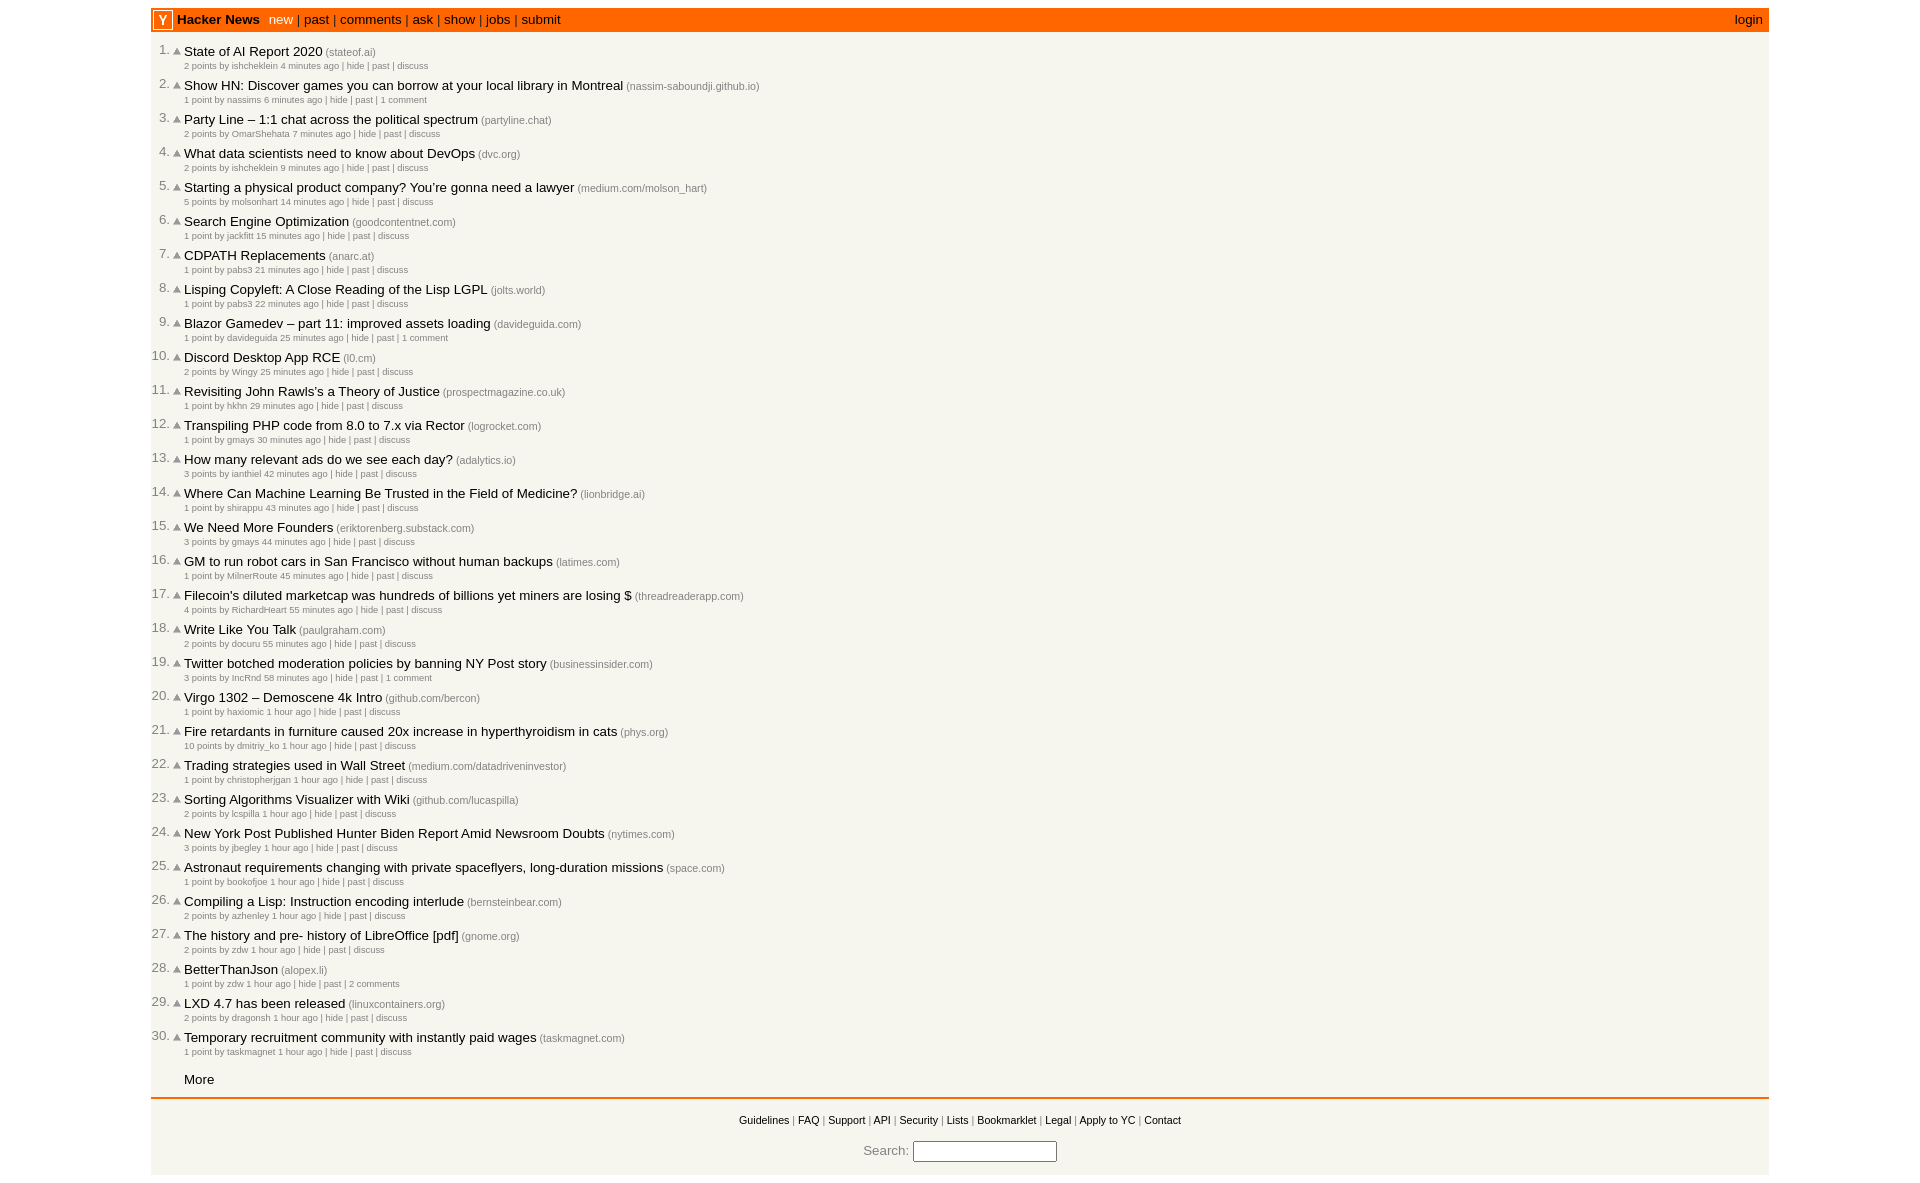 Y Hacker News new | past | comments | ask | show | jobs | submit login
1. State of AI Report 2020 (stateof.ai)
2 points by ishcheklein 4 minutes ago | hide | past | discuss
2. Show HN: Discover games you can borrow at your local library in Montreal (nassim-saboundji.github.io)
1 point by nassims 6 minutes ago | hide | past | 1 comment
3. Party Line – 1:1 chat across the political spectrum (partyline.chat)
2 points by OmarShehata 7 minutes ago | hide | past | discuss
4. What data scientists need to know about DevOps (dvc.org)
2 points by ishcheklein 9 minutes ago | hide | past | discuss
5. Starting a physical product company? You’re gonna need a lawyer (medium.com/molson_hart)
5 points by molsonhart 14 minutes ago | hide | past | discuss
6. Search Engine Optimization (goodcontentnet.com)
1 point by jackfitt 15 minutes ago | hide | past | discuss
7. CDPATH Replacements (anarc.at)
1 point by pabs3 21 minutes ago | hide | past | discuss
8. Lisping Copyleft: A Close Reading of the Lisp LGPL (jolts.world)
1 point by pabs3 22 minutes ago | hide | past | discuss
9. Blazor Gamedev – part 11: improved assets loading (davideguida.com)
1 point by davideguida 25 minutes ago | hide | past | 1 comment
10. Discord Desktop App RCE (l0.cm)
2 points by Wingy 25 minutes ago | hide | past | discuss
11. Revisiting John Rawls’s a Theory of Justice (prospectmagazine.co.uk)
1 point by hkhn 29 minutes ago | hide | past | discuss
12. Transpiling PHP code from 8.0 to 7.x via Rector (logrocket.com)
1 point by gmays 30 minutes ago | hide | past | discuss
13. How many relevant ads do we see each day? (adalytics.io)
3 points by ianthiel 42 minutes ago | hide | past | discuss
14. Where Can Machine Learning Be Trusted in the Field of Medicine? (lionbridge.ai)
1 point by shirappu 43 minutes ago | hide | past | discuss
15. We Need More Founders (eriktorenberg.substack.com)
3 points by gmays 44 minutes ago | hide | past | discuss
16. GM to run robot cars in San Francisco without human backups (latimes.com)
1 point by MilnerRoute 45 minutes ago | hide | past | discuss
17. Filecoin's diluted marketcap was hundreds of billions yet miners are losing $ (threadreaderapp.com)
4 points by RichardHeart 55 minutes ago | hide | past | discuss
18. Write Like You Talk (paulgraham.com)
2 points by docuru 55 minutes ago | hide | past | discuss
19. Twitter botched moderation policies by banning NY Post story (businessinsider.com)
3 points by IncRnd 58 minutes ago | hide | past | 1 comment
20. Virgo 1302 – Demoscene 4k Intro (github.com/bercon)
1 point by haxiomic 1 hour ago | hide | past | discuss
21. Fire retardants in furniture caused 20x increase in hyperthyroidism in cats (phys.org)
10 points by dmitriy_ko 1 hour ago | hide | past | discuss
22. Trading strategies used in Wall Street (medium.com/datadriveninvestor)
1 point by christopherjgan 1 hour ago | hide | past | discuss
23. Sorting Algorithms Visualizer with Wiki (github.com/lucaspilla)
2 points by lcspilla 1 hour ago | hide | past | discuss
24. New York Post Published Hunter Biden Report Amid Newsroom Doubts (nytimes.com)
3 points by jbegley 1 hour ago | hide | past | discuss
25. Astronaut requirements changing with private spaceflyers, long-duration missions (space.com)
1 point by bookofjoe 1 hour ago | hide | past | discuss
26. Compiling a Lisp: Instruction encoding interlude (bernsteinbear.com)
2 points by azhenley 1 hour ago | hide | past | discuss
27. The history and pre- history of LibreOffice [pdf] (gnome.org)
2 points by zdw 1 hour ago | hide | past | discuss
28. BetterThanJson (alopex.li)
1 point by zdw 1 hour ago | hide | past | 2 comments
29. LXD 4.7 has been released (linuxcontainers.org)
2 points by dragonsh 1 hour ago | hide | past | discuss
30. Temporary recruitment community with instantly paid wages (taskmagnet.com)
1 point by taskmagnet 1 hour ago | hide | past | discuss
More
Guidelines | FAQ | Support | API | Security | Lists | Bookmarklet | Legal | Apply to YC | Contact
Search: